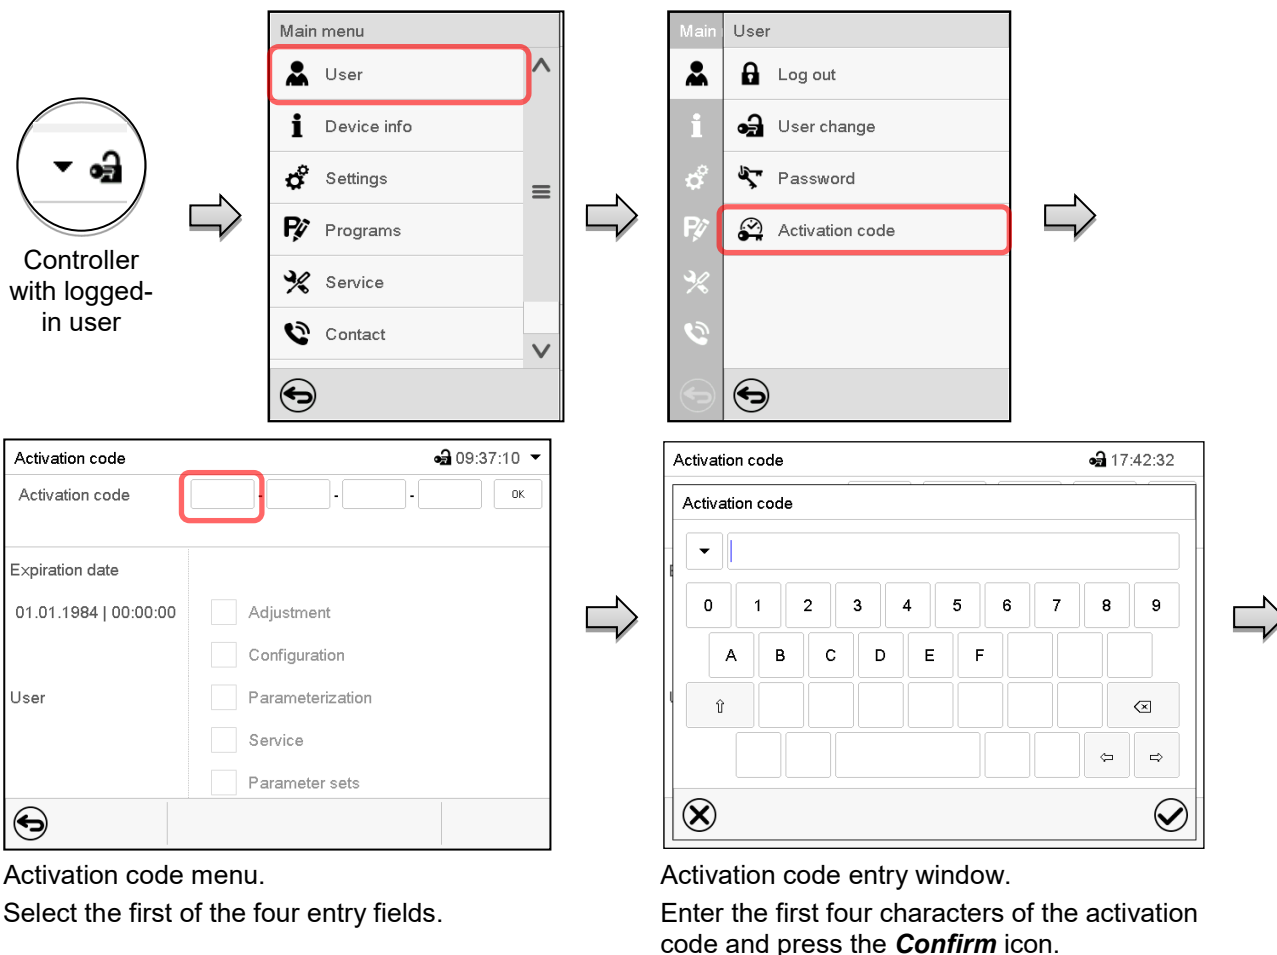 Controller
with logged-
in user
Main menu
User
Device info
Settings
Programs
Service
Contact
Main User
Log out
User change
Password
Activation code
Activation code 09:37:10
Activation code - - - OK
Expiration date
01.01.1984 | 00:00:00
Adjustment
Configuration
User
Parameterization
Service
Parameter sets
Activation code menu.
Select the first of the four entry fields.
Activation code 17:42:32
Activation code
0 1 2 3 4 5 6 7 8 9
A B C D E F
Activation code entry window.
Enter the first four characters of the activation
code and press the Confirm icon.